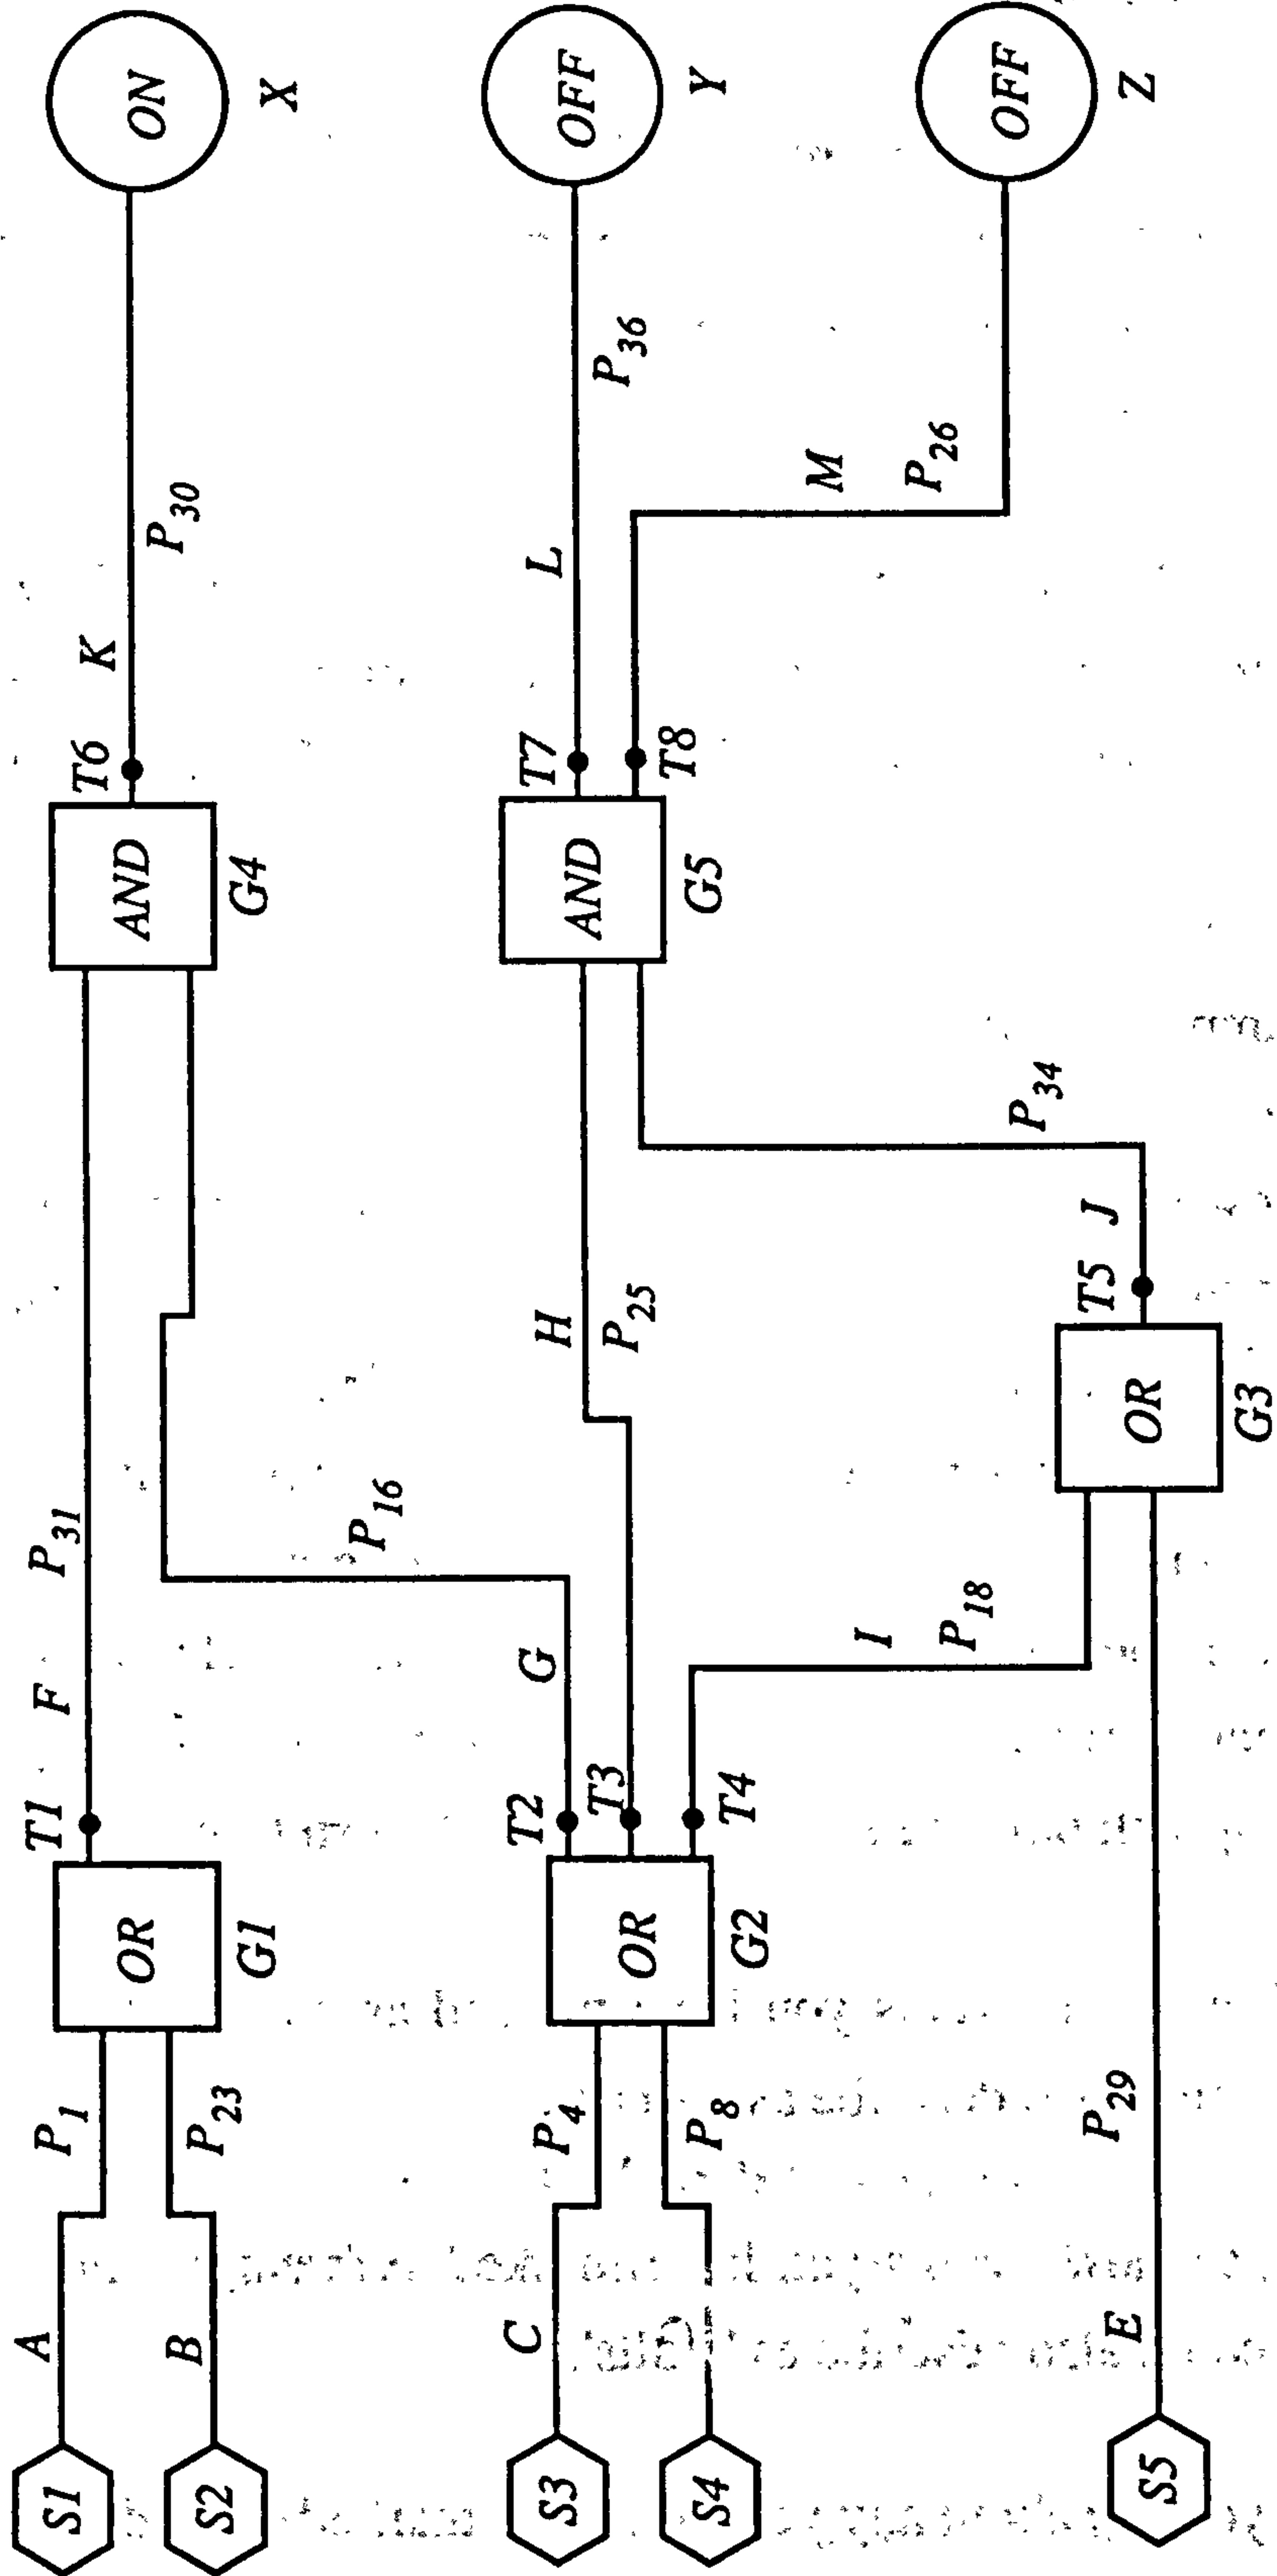 S1
A
P1
OR
G1
T1
F
P31
S2
B
P23
AND
G4
T6
K
P30
ON
X
S3
C
P4
OR
G2
T2
G
P16
T3
H
P25
T4
I
P18
S4
P8
AND
G5
T7
L
P36
OFF
Y
T8
M
P26
OFF
Z
S5
E
P29
OR
G3
T5
J
P34